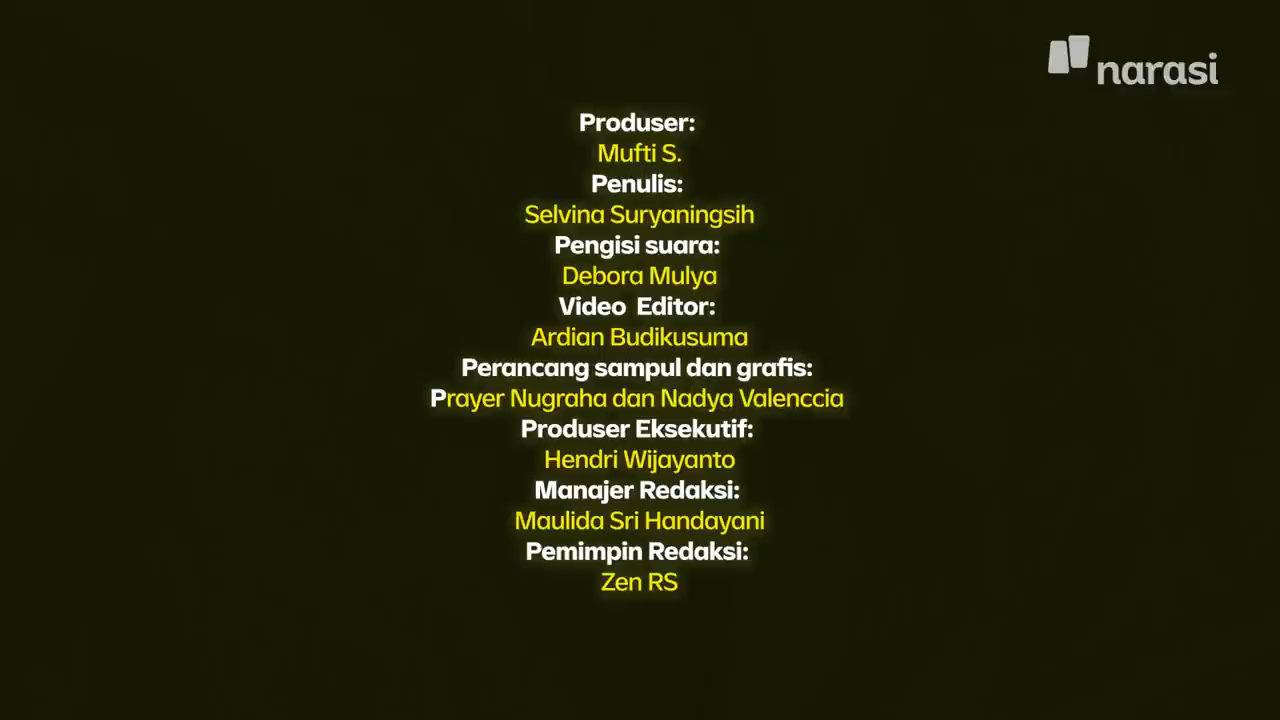 narasi
Produser:
Mufti S.
Penulis:
Selvina Suryaningsih
Pengisi suara:
Debora Mulya
Video  Editor:
Ardian Budikusuma
Perancang sampul dan grafis:
Prayer Nugraha dan Nadya Valenccia
Produser Eksekutif:
Hendri Wijayanto
Manajer Redaksi:
Maulida Sri Handayani
Pemimpin Redaksi:
Zen RS